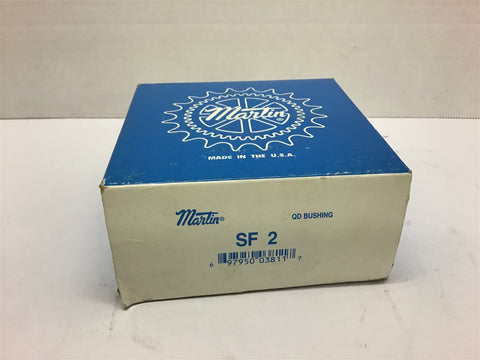 Martin
MADE IN THE U.S.A.
Martin® QD BUSHING
SF 2
6 97950 03811 7